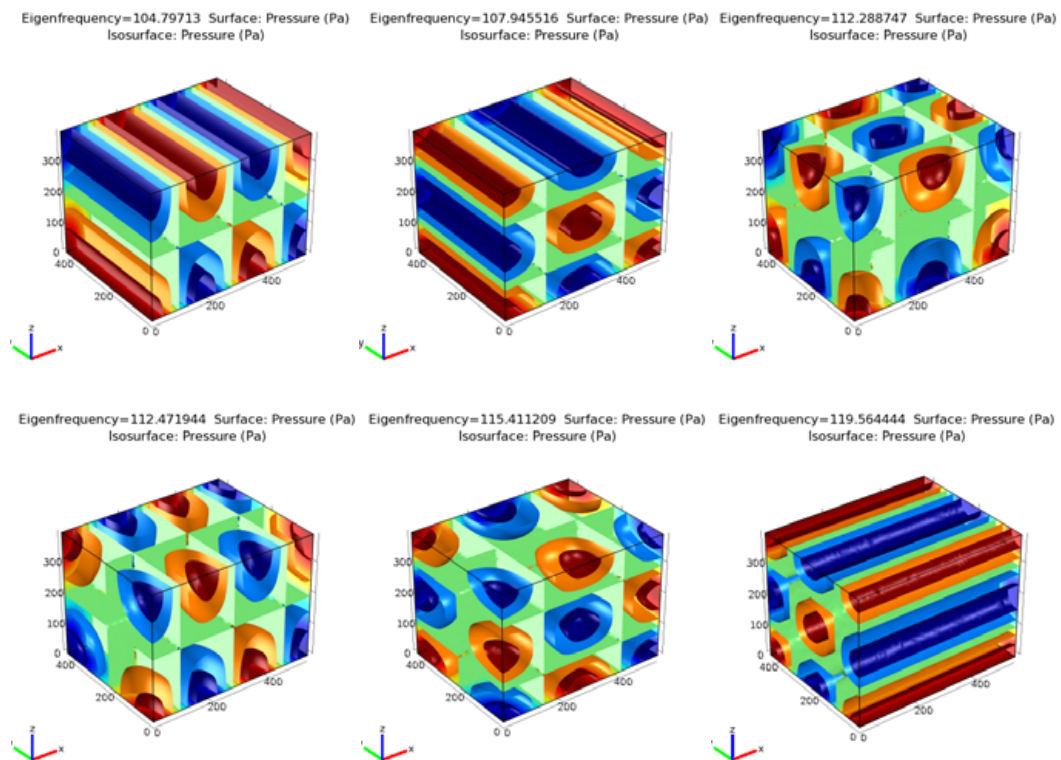 Eigenfrequency=104.79713 Surface: Pressure (Pa)
Isosurface: Pressure (Pa)
300
200
100
0
400
200
0 0
200
400
z
x
Eigenfrequency=107.945516 Surface: Pressure (Pa)
Isosurface: Pressure (Pa)
300
200
100
0
400
200
0 0
200
400
z
y
x
Eigenfrequency=112.288747 Surface: Pressure (Pa)
Isosurface: Pressure (Pa)
300
200
100
0
400
200
0 0
200
400
z
x
Eigenfrequency=112.471944 Surface: Pressure (Pa)
Isosurface: Pressure (Pa)
300
200
100
0
400
200
0 0
200
400
z
x
Eigenfrequency=115.411209 Surface: Pressure (Pa)
Isosurface: Pressure (Pa)
300
200
100
0
400
200
0 0
200
400
z
x
Eigenfrequency=119.564444 Surface: Pressure (Pa)
Isosurface: Pressure (Pa)
300
200
100
0
400
200
0 0
200
400
z
x